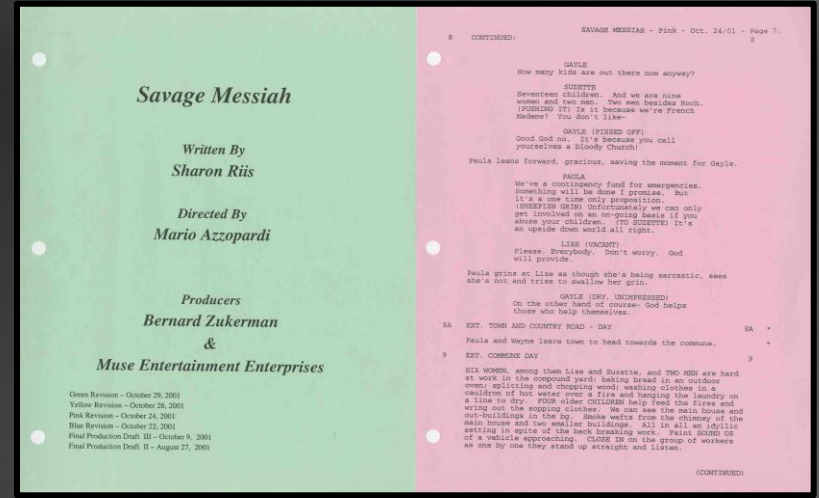 Savage Messiah
Written By
Sharon Riis
Directed By
Mario Azzopardi
Producers
Bernard Zukerman
&
Muse Entertainment Enterprises
Green Revision – October 29, 2001
Yellow Revision – October 26, 2001
Pink Revision – October 24, 2001
Blue Revision – October 22, 2001
Final Production Draft III – October 9, 2001
Final Production Draft II – August 27, 2001
SAVAGE MESSIAH - Pink - Oct. 24/01 - Page 7.
8 CONTINUED: 8
GAYLE
How many kids are out there now anyway?
SUZETTE
Seventeen children. And we are nine
women and two men. Two men besides Roch.
(PUSHING IT) Is it because we're French
Madame? You don't like-
GAYLE (PISSED OFF)
Good God no. It's because you call
yourselves a bloody Church!
Paula leans forward, gracious, saving the moment for Gayle.
PAULA
We've a contingency fund for emergencies.
Something will be done I promise. But
it's a one time only proposition.
(SHEEPISH GRIN) Unfortunately we can only
get involved on an on-going basis if you
abuse your children. (TO SUZETTE) It's
an upside down world all right.
LISE (VACANT)
Please. Everybody. Don't worry. God
will provide.
Paula grins at Lise as though she's being sarcastic, sees
she's not and tries to swallow her grin.
GAYLE (DRY, UNIMPRESSED)
On the other hand of course- God helps
those who help themselves.
8A EXT. TOWN AND COUNTRY ROAD - DAY 8A *
Paula and Wayne leave town to head towards the commune. *
9 EXT. COMMUNE DAY 9
SIX WOMEN, among them Lise and Suzette, and TWO MEN are hard
at work in the compound yard: baking bread in an outdoor
oven; splitting and chopping wood; washing clothes in a
cauldron of hot water over a fire and hanging the laundry on
a line to dry. FOUR older CHILDREN help feed the fires and
wring out the sopping clothes. We can see the main house and
out-buildings in the bg. Smoke wafts from the chimney of the
main house and two smaller buildings. All in all an idyllic
setting in spite of the back breaking work. Faint SOUND OS
of a vehicle approaching. CLOSE IN on the group of workers
as one by one they stand up straight and listen.
(CONTINUED)